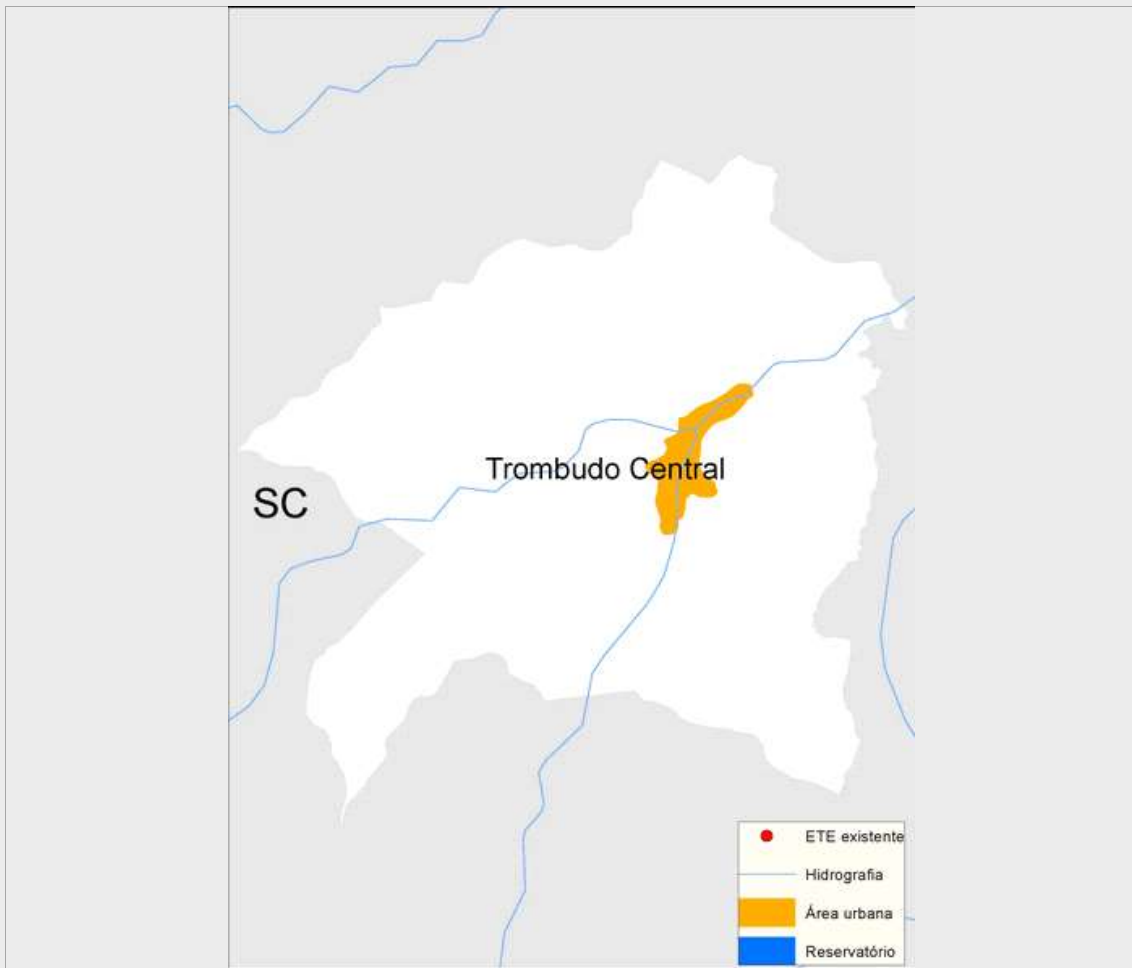 Trombudo Central
SC
ETE existente
Hidrografia
Área urbana
Reservatório